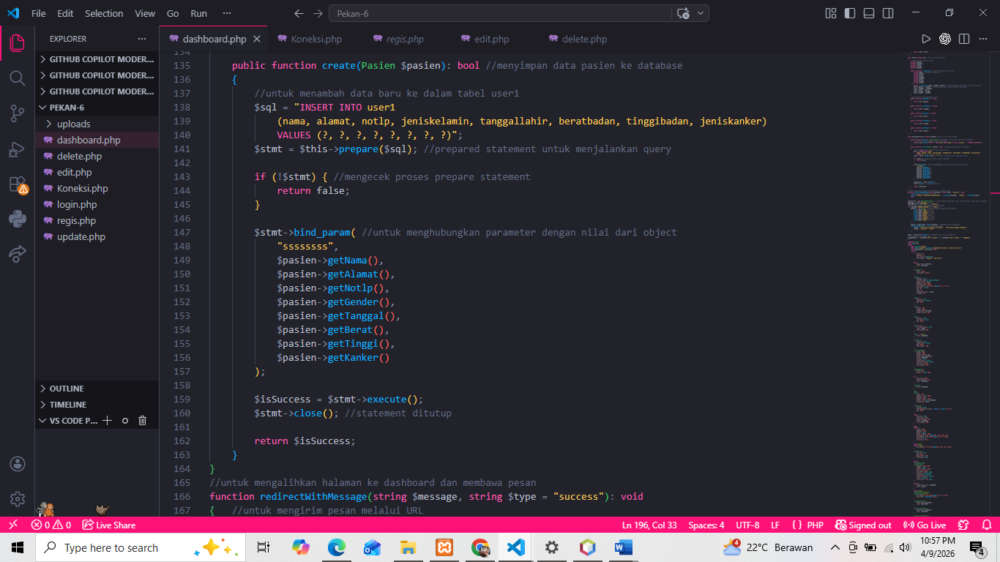 File Edit Selection View Go Run ···
Pekan-6
EXPLORER ···
dashboard.php
Koneksi.php
regis.php
edit.php
delete.php
GITHUB COPILOT MODER...
GITHUB COPILOT MODER...
GITHUB COPILOT MODER...
PEKAN-6
uploads
dashboard.php
delete.php
edit.php
Koneksi.php
login.php
regis.php
update.php
OUTLINE
TIMELINE
VS CODE P...
134
135 public function create(Pasien $pasien): bool //menyimpan data pasien ke database
136 {
137 //untuk menambah data baru ke dalam tabel user1
138 $sql = "INSERT INTO user1
139 (nama, alamat, notlp, jeniskelamin, tanggallahir, beratbadan, tinggibadan, jeniskanker)
140 VALUES (?, ?, ?, ?, ?, ?, ?, ?)";
141 $stmt = $this->prepare($sql); //prepared statement untuk menjalankan query
142
143 if (!$stmt) { //mengecek proses prepare statement
144 return false;
145 }
146
147 $stmt->bind_param( //untuk menghubungkan parameter dengan nilai dari object
148 "ssssssss",
149 $pasien->getNama(),
150 $pasien->getAlamat(),
151 $pasien->getNotlp(),
152 $pasien->getGender(),
153 $pasien->getTanggal(),
154 $pasien->getBerat(),
155 $pasien->getTinggi(),
156 $pasien->getKanker()
157 );
158
159 $isSuccess = $stmt->execute();
160 $stmt->close(); //statement ditutup
161
162 return $isSuccess;
163 }
164 }
165 //untuk mengalihkan halaman ke dashboard dan membawa pesan
166 function redirectWithMessage(string $message, string $type = "success"): void
167 { //untuk mengirim pesan melalui URL
0 0 Live Share
Ln 196, Col 33 Spaces: 4 UTF-8 LF { } PHP Signed out Go Live
Type here to search
4 22°C Berawan
10:57 PM
4/9/2026
4